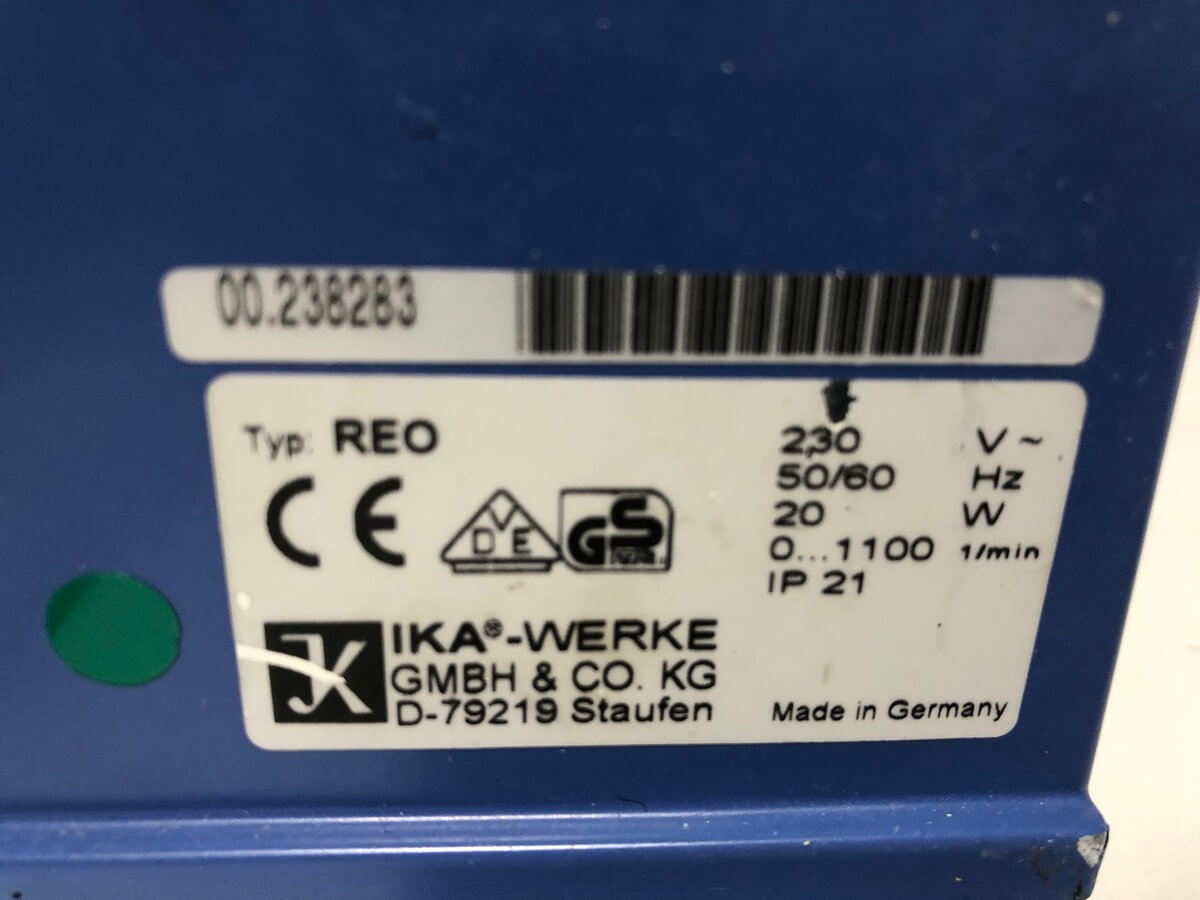 00.238283
Typ: REO
CE
VDE
GS
230 V ~
50/60 Hz
20 W
0...1100 1/min
IP 21
IKA®-WERKE
GMBH & CO. KG
D-79219 Staufen
Made in Germany